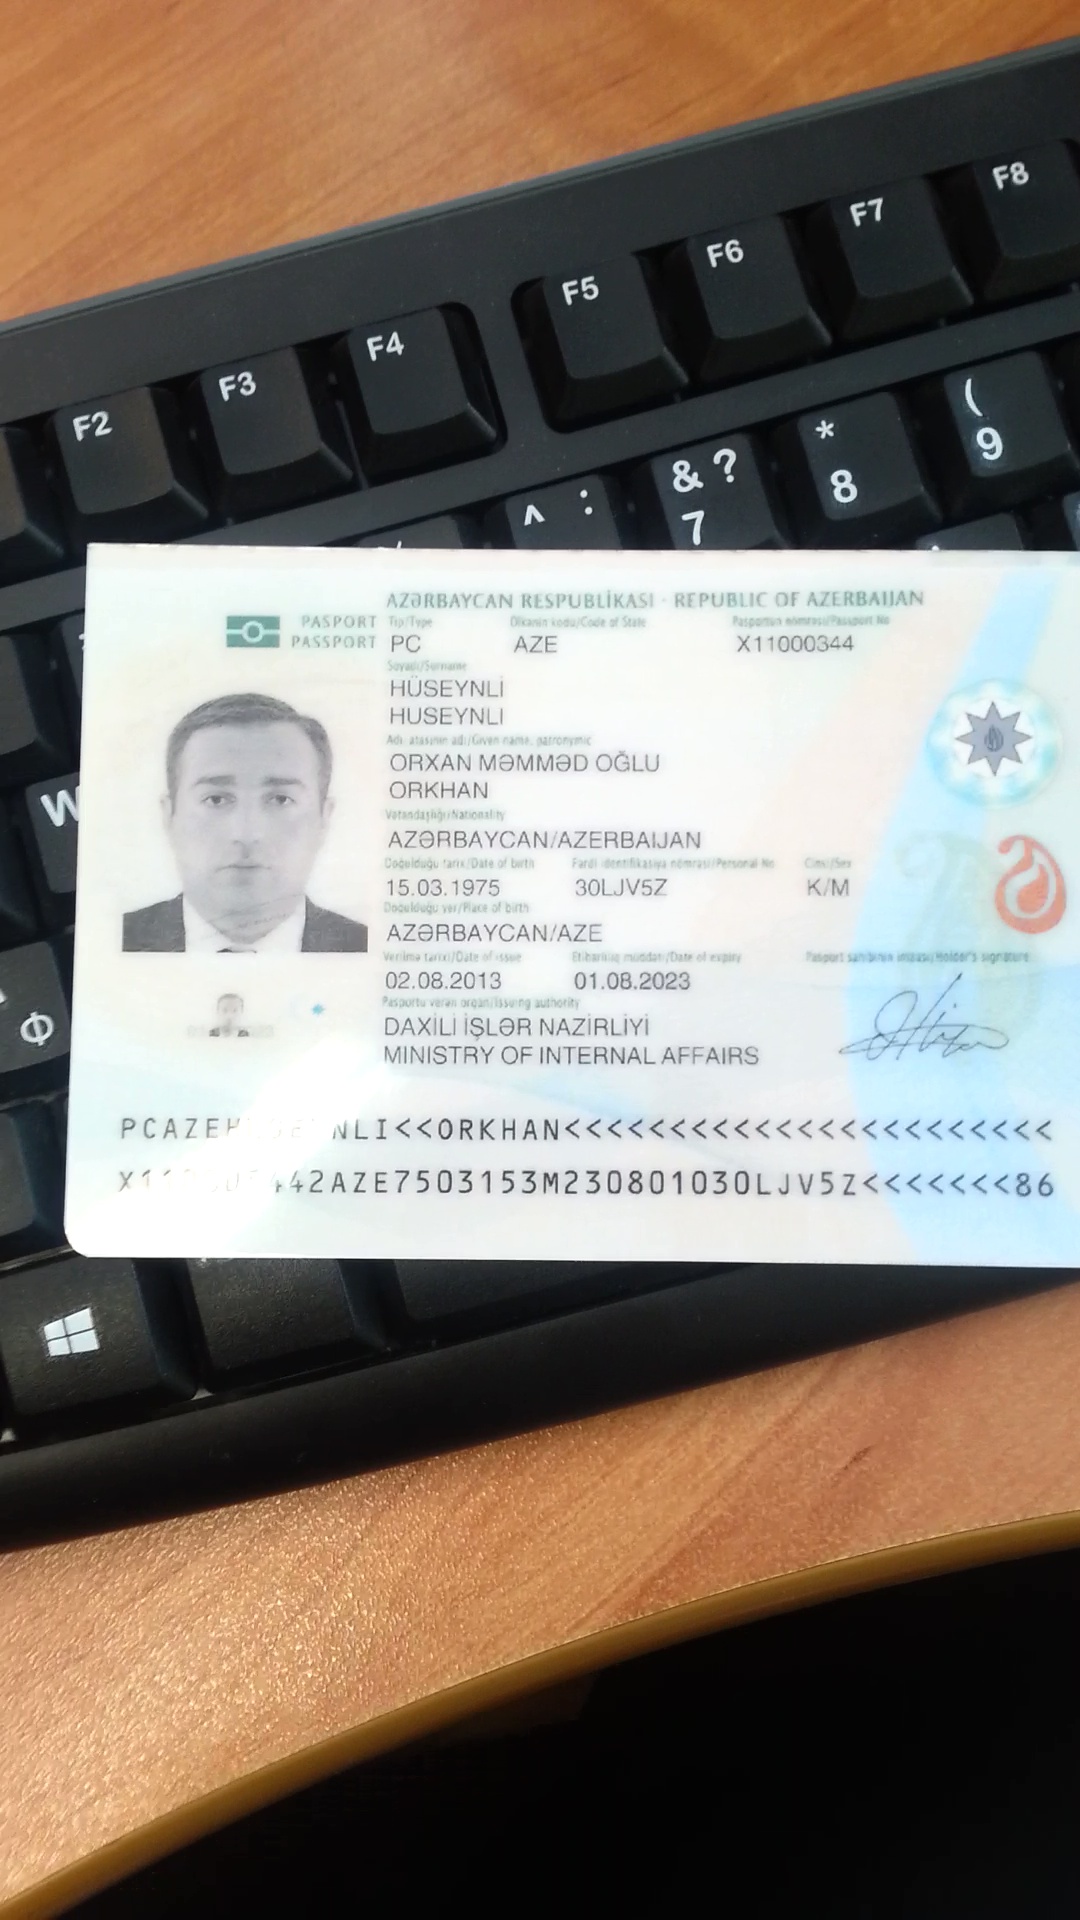 F8
F7
F6
F5
F4
F3
F2
(
9
*
8
& ?
7
^ :
W
Ф
AZƏRBAYCAN RESPUBLİKASI · REPUBLIC OF AZERBAIJAN
PASPORT Tip/Type Ölkənin kodu/Code of State Pasportun nömrəsi/Passport No
PASSPORT PC AZE X11000344
Soyadı/Surname
HÜSEYNLİ
HUSEYNLI
Adı, atasının adı/Given name, patronymic
ORXAN MƏMMƏD OĞLU
ORKHAN
Vətəndaşlığı/Nationality
AZƏRBAYCAN/AZERBAIJAN
Doğulduğu tarix/Date of birth Fərdi identifikasiya nömrəsi/Personal No Cinsi/Sex
15.03.1975 30LJV5Z K/M
Doğulduğu yer/Place of birth
AZƏRBAYCAN/AZE
Verilmə tarixi/Date of issue Etibarlılıq müddəti/Date of expiry Pasport sahibinin imzası/Holder's signature
02.08.2013 01.08.2023
Pasportu verən orqan/Issuing authority
DAXİLİ İŞLƏR NAZİRLİYİ
MINISTRY OF INTERNAL AFFAIRS
NLI<<ORKHAN<<<<<<<<<<<<<<<<<<<<<<<
442AZE7503153M230801030LJV5Z<<<<<<<86